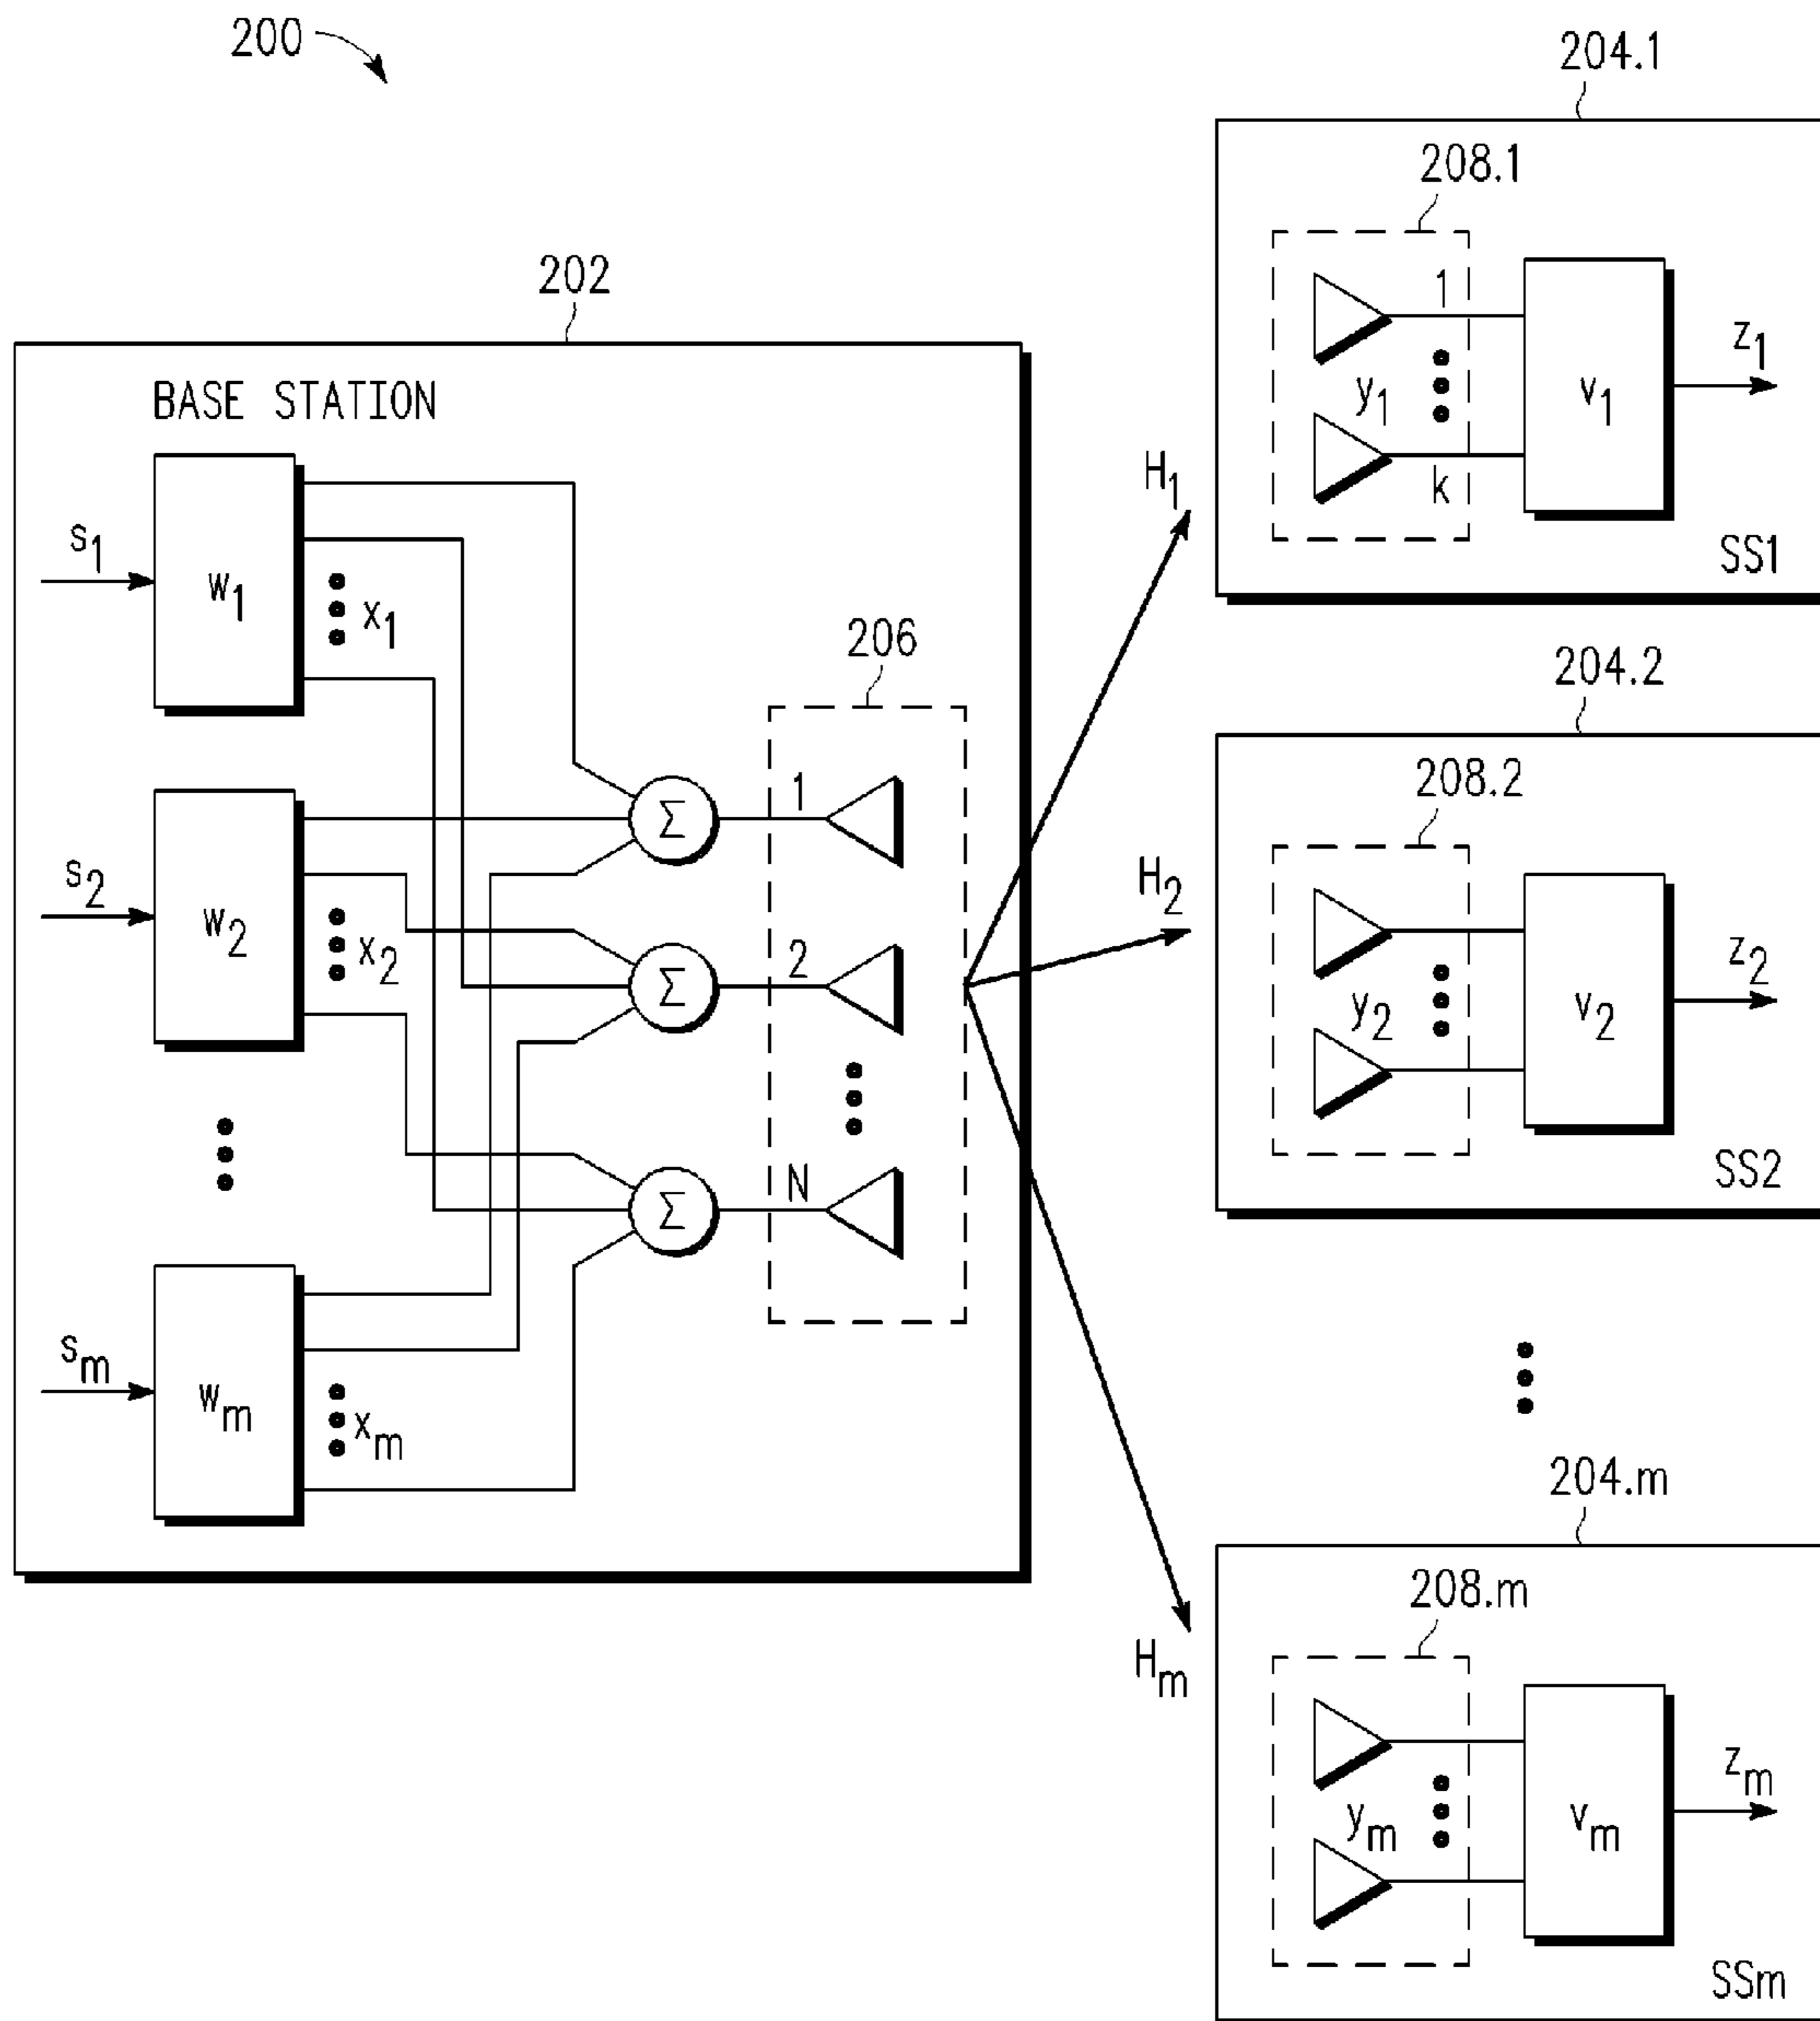 200
202
BASE STATION
s1
w1
x1
s2
w2
x2
sm
wm
xm
Σ
Σ
Σ
206
1
2
N
H1
H2
Hm
204.1
208.1
1
y1
k
v1
z1
SS1
204.2
208.2
y2
v2
z2
SS2
204.m
208.m
ym
vm
zm
SSm